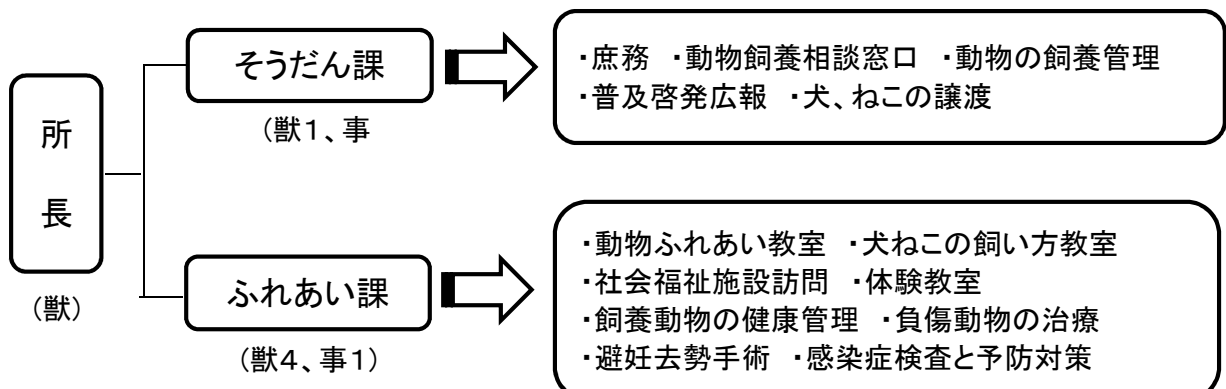 所
長
(獣)
そうだん課
(獣1、事
・庶務 ・動物飼養相談窓口 ・動物の飼養管理
・普及啓発広報 ・犬、ねこの譲渡
ふれあい課
(獣4、事1)
・動物ふれあい教室 ・犬ねこの飼い方教室
・社会福祉施設訪問 ・体験教室
・飼養動物の健康管理 ・負傷動物の治療
・避妊去勢手術 ・感染症検査と予防対策